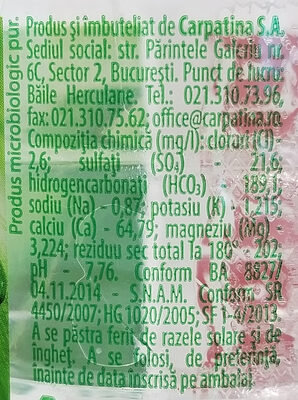 Produs microbiologic pur.
Produs și îmbuteliat de Carpatina S.A.
Sediul social: str. Părintele Galeriu nr.
6C, Sector 2, București. Punct de lucru:
Băile Herculane Tel.: 021.310.73.96,
fax: 021.310.75.62; office@carpatina.ro
Compoziția chimică (mg/l): cloruri (Cl) -
2,6; sulfați (SO₄) - 21,6;
hidrogencarbonați (HCO₃) - 189,1;
sodiu (Na) - 0,87; potasiu (K) - 1,215;
calciu (Ca) - 64,79; magneziu (Mg) -
3,224; reziduu sec total la 180° - 202;
pH - 7,76. Conform BA 8827/
04.11.2014 - S.N.A.M. Conform SR
4450/2007; HG 1020/2005; SF 1-4/2013.
A se păstra ferit de razele solare și de
îngheț. A se folosi, de preferință,
înainte de data înscrisă pe ambalaj.